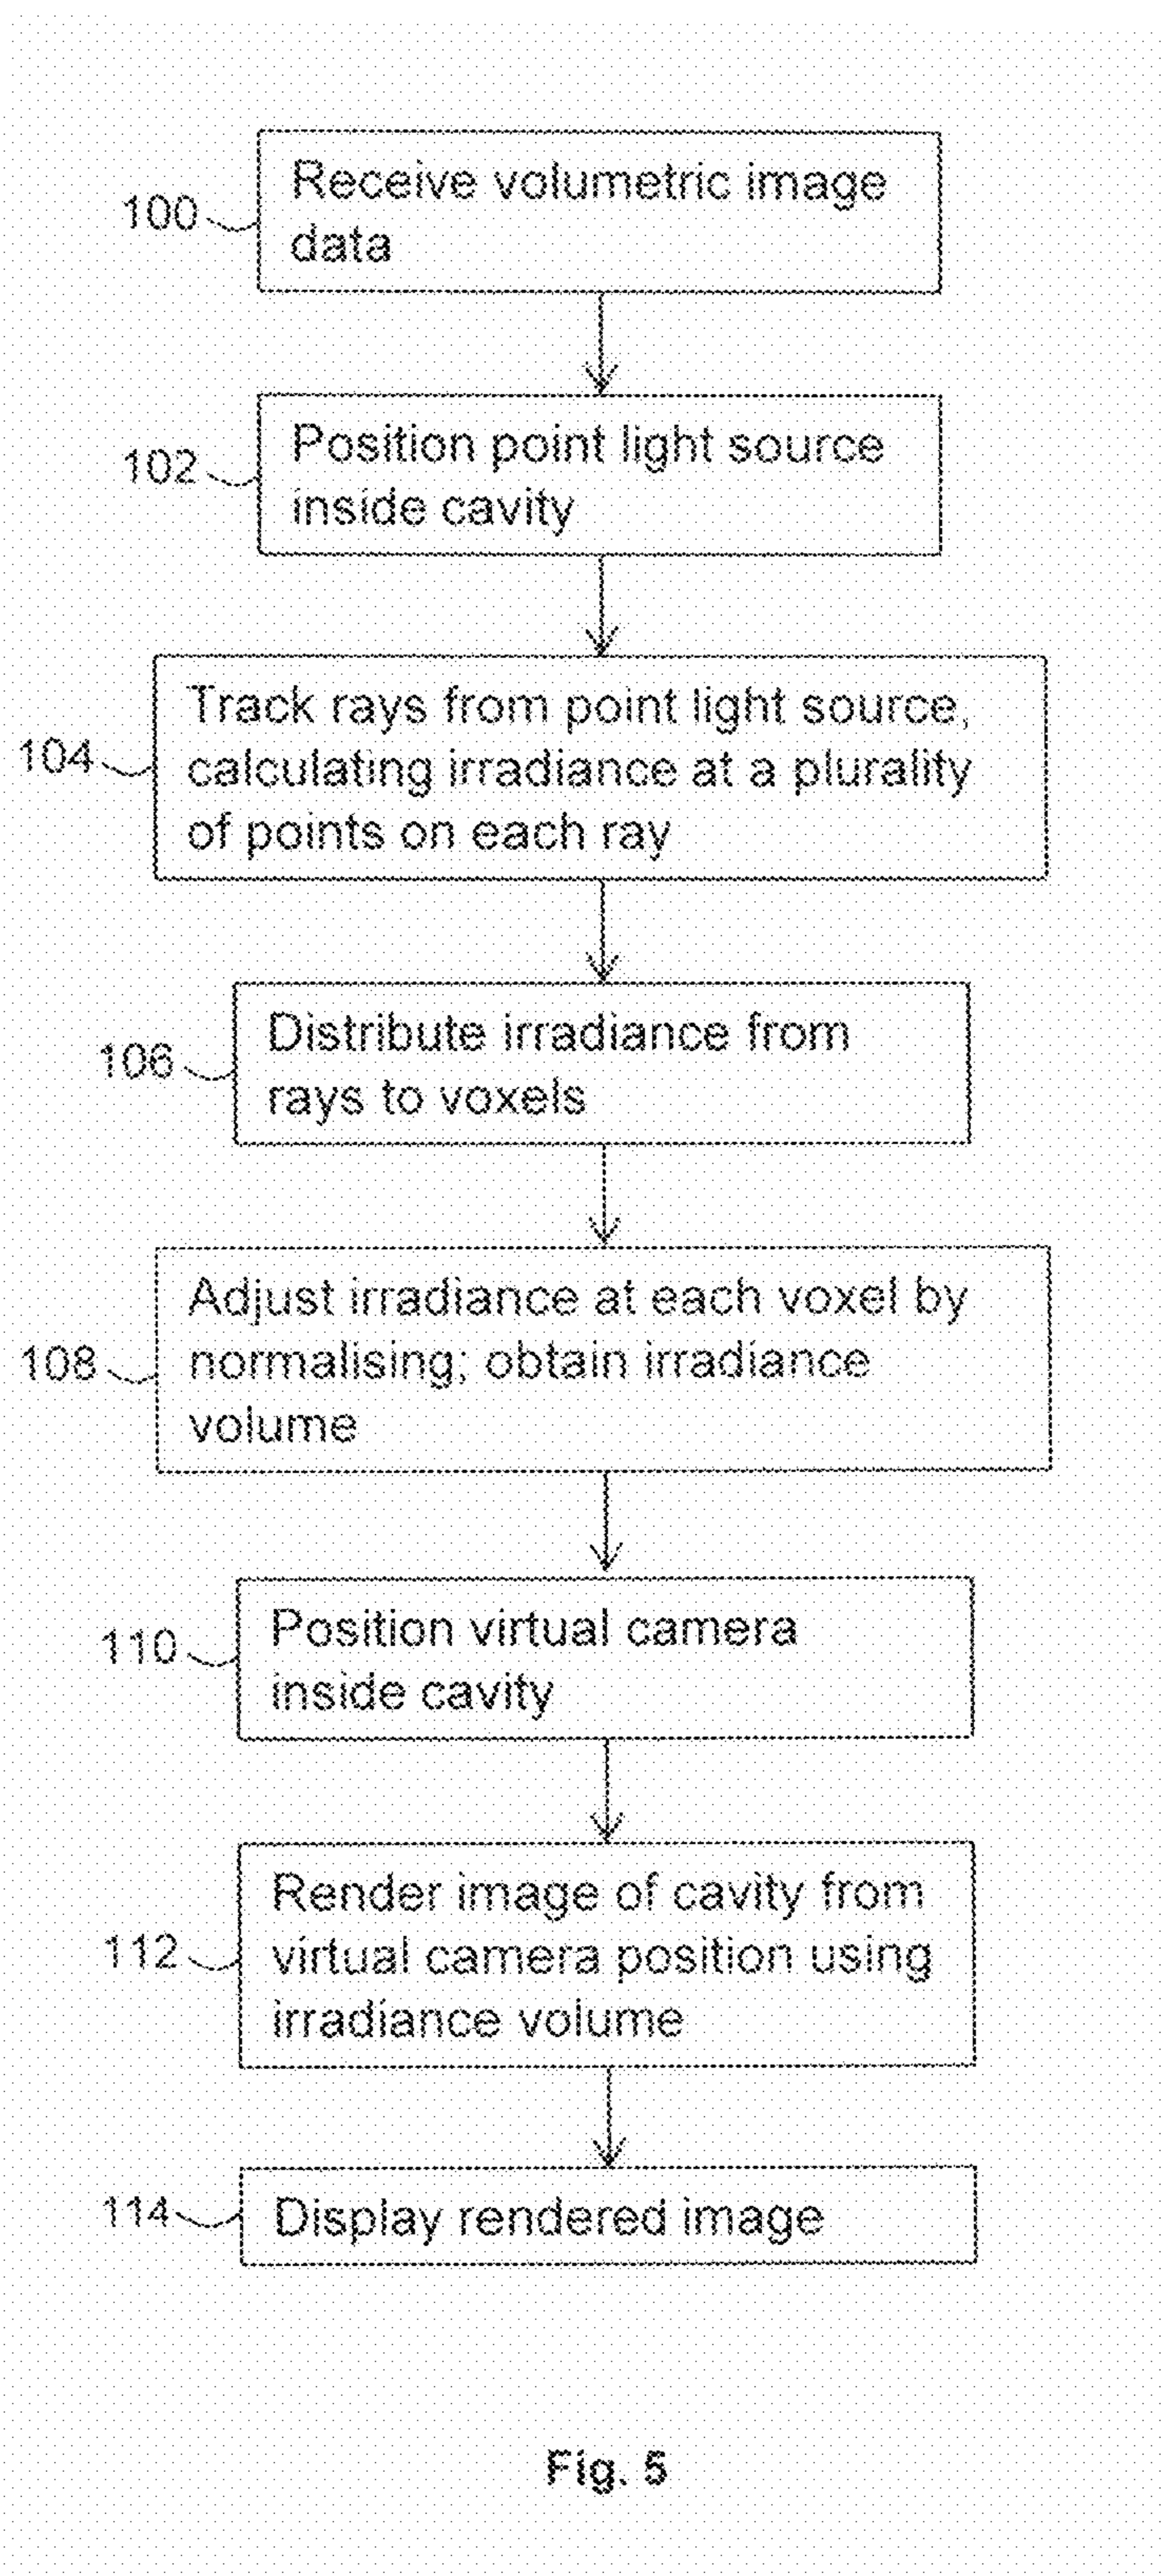 100
Receive volumetric image
data
102
Position point light source
inside cavity
104
Track rays from point light source,
calculating irradiance at a plurality
of points on each ray
106
Distribute irradiance from
rays to voxels
108
Adjust irradiance at each voxel by
normalising; obtain irradiance
volume
110
Position virtual camera
inside cavity
112
Render image of cavity from
virtual camera position using
irradiance volume
114
Display rendered image
Fig. 5